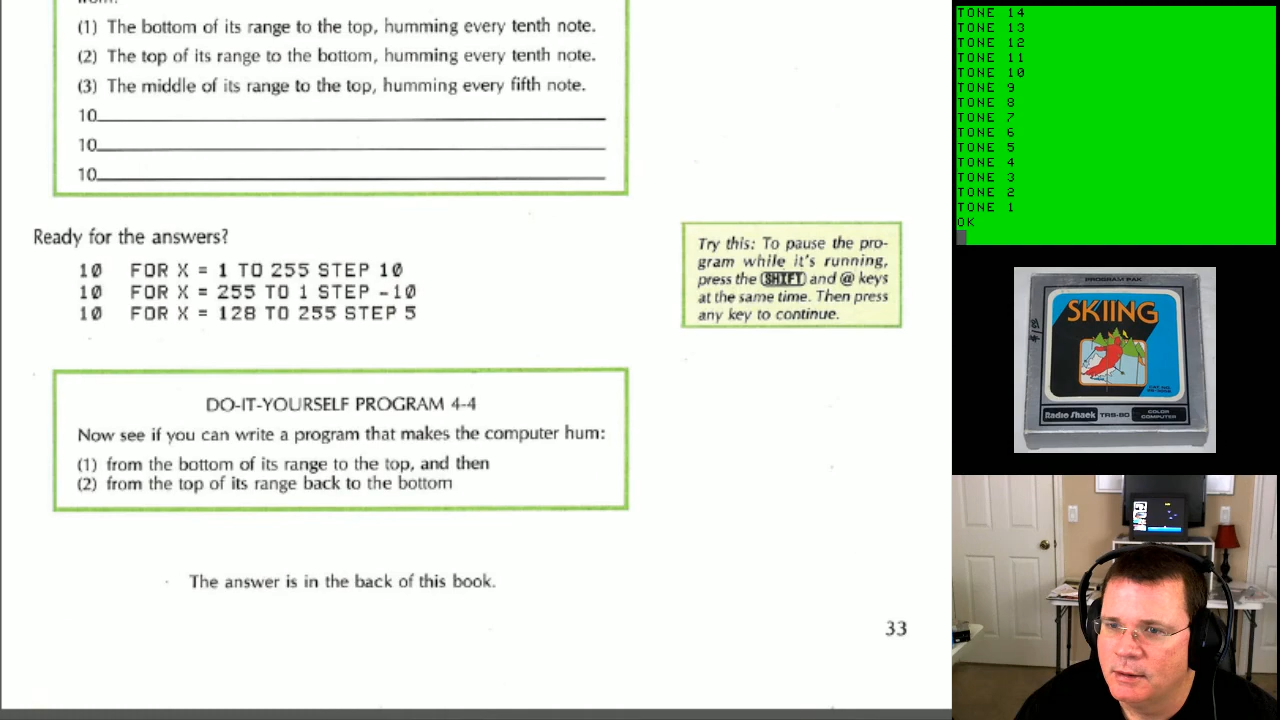 (1) The bottom of its range to the top, humming every tenth note.
(2) The top of its range to the bottom, humming every tenth note.
(3) The middle of its range to the top, humming every fifth note.
10
10
10
Ready for the answers?
10 FOR X = 1 TO 255 STEP 10
10 FOR X = 255 TO 1 STEP -10
10 FOR X = 128 TO 255 STEP 5
Try this: To pause the pro-
gram while it's running,
press the SHIFT and @ keys
at the same time. Then press
any key to continue.
DO-IT-YOURSELF PROGRAM 4-4
Now see if you can write a program that makes the computer hum:
(1) from the bottom of its range to the top, and then
(2) from the top of its range back to the bottom
The answer is in the back of this book.
33
TONE 14
TONE 13
TONE 12
TONE 11
TONE 10
TONE 9
TONE 8
TONE 7
TONE 6
TONE 5
TONE 4
TONE 3
TONE 2
TONE 1
OK
PROGRAM PAK
SKIING
Radio Shack TRS-80 COLOR
COMPUTER